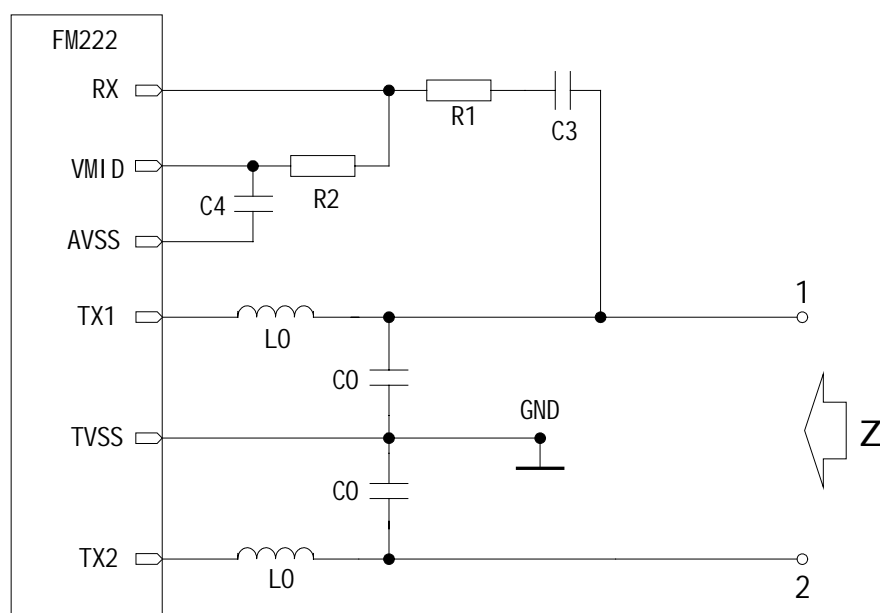 FM222
RX
R1
C3
VMID
R2
C4
AVSS
TX1
1
L0
C0
GND
TVSS
Z
C0
TX2
L0
2